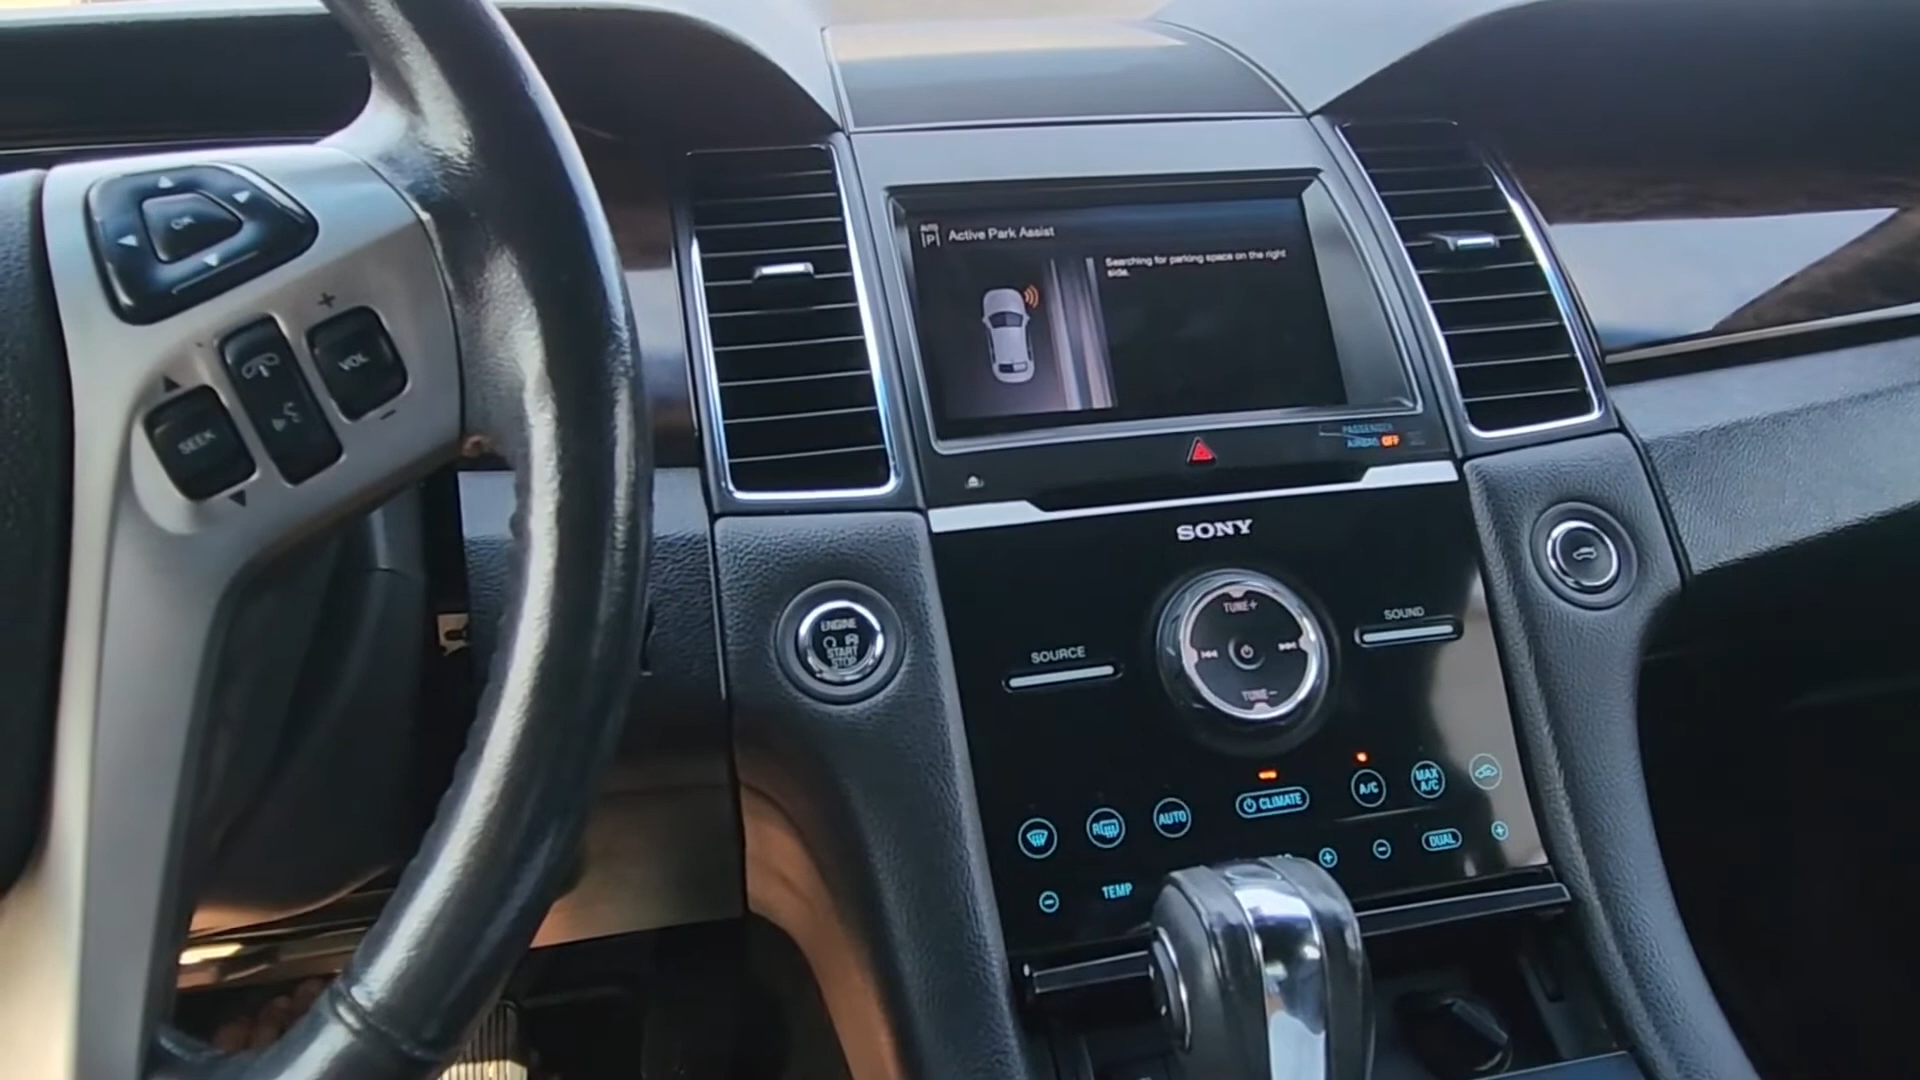 OK
VOL
SEEK
AUTO
P
Active Park Assist
Searching for parking space on the right
side.
PASSENGER
AIRBAG OFF
SONY
ENGINE
START
STOP
TUNE+
SOURCE
SOUND
TUNE-
CLIMATE
A/C
MAX
A/C
R
AUTO
DUAL
TEMP